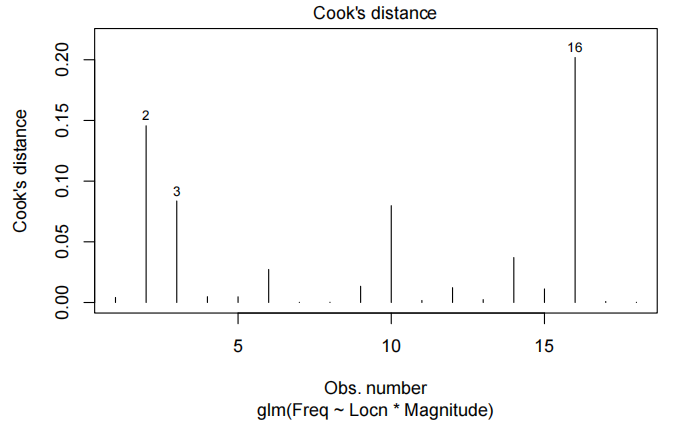 Cook's distance
Cook's distance
0.20
0.15
0.10
0.05
0.00
2
3
16
5
10
15
Obs. number
glm(Freq ~ Locn * Magnitude)